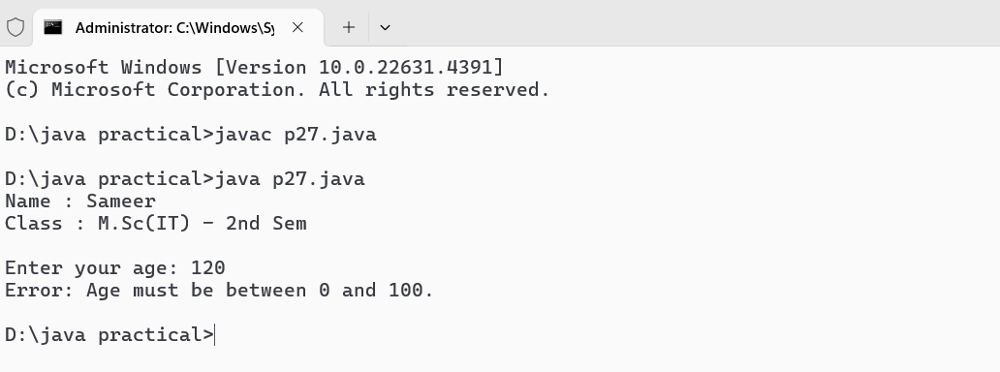 Administrator: C:\Windows\Sy
Microsoft Windows [Version 10.0.22631.4391]
(c) Microsoft Corporation. All rights reserved.
D:\java practical>javac p27.java
D:\java practical>java p27.java
Name : Sameer
Class : M.Sc(IT) - 2nd Sem
Enter your age: 120
Error: Age must be between 0 and 100.
D:\java practical>